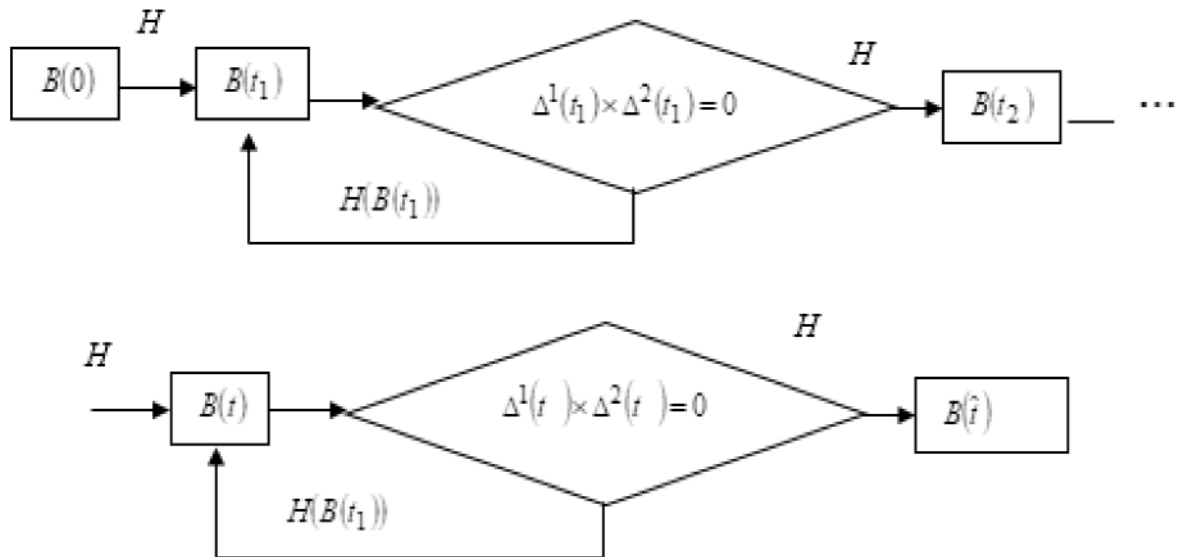 H
B(0)
B(t₁)
Δ¹(t₁)×Δ²(t₁)=0
H
B(t₂)
...
H(B(t₁))
H
B(t)
Δ¹(t )×Δ²(t )=0
H
B(t̂)
H(B(t₁))